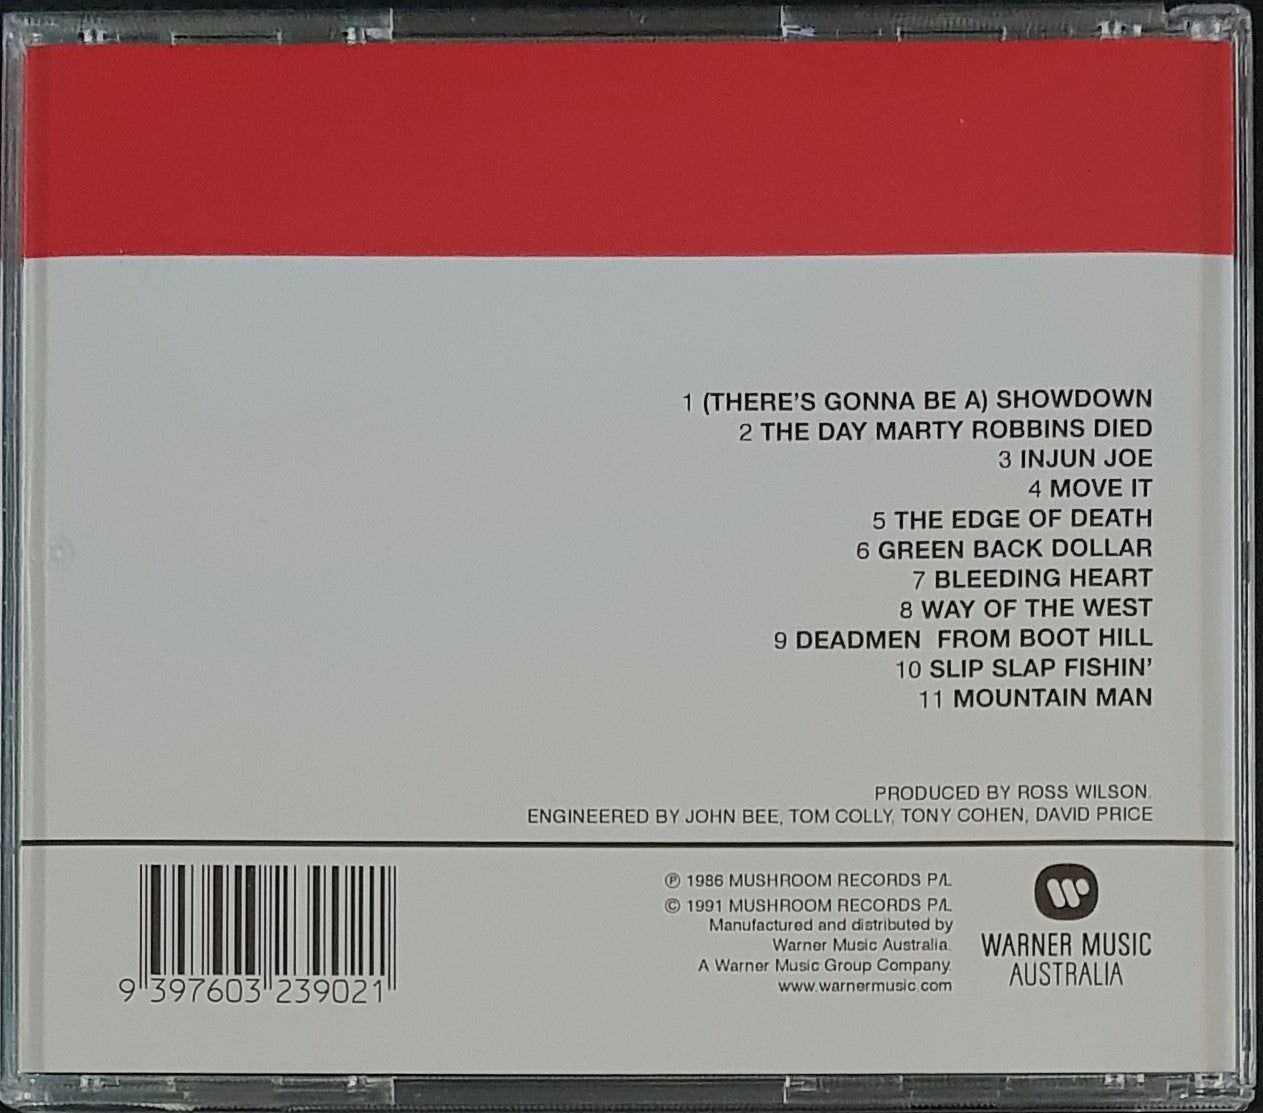 1 (THERE'S GONNA BE A) SHOWDOWN
2 THE DAY MARTY ROBBINS DIED
3 INJUN JOE
4 MOVE IT
5 THE EDGE OF DEATH
6 GREEN BACK DOLLAR
7 BLEEDING HEART
8 WAY OF THE WEST
9 DEADMEN FROM BOOT HILL
10 SLIP SLAP FISHIN'
11 MOUNTAIN MAN
PRODUCED BY ROSS WILSON.
ENGINEERED BY JOHN BEE, TOM COLLY, TONY COHEN, DAVID PRICE
℗ 1986 MUSHROOM RECORDS P/L
© 1991 MUSHROOM RECORDS P/L
Manufactured and distributed by
Warner Music Australia.
A Warner Music Group Company.
www.warnermusic.com
WARNER MUSIC
AUSTRALIA
9 397603 239021